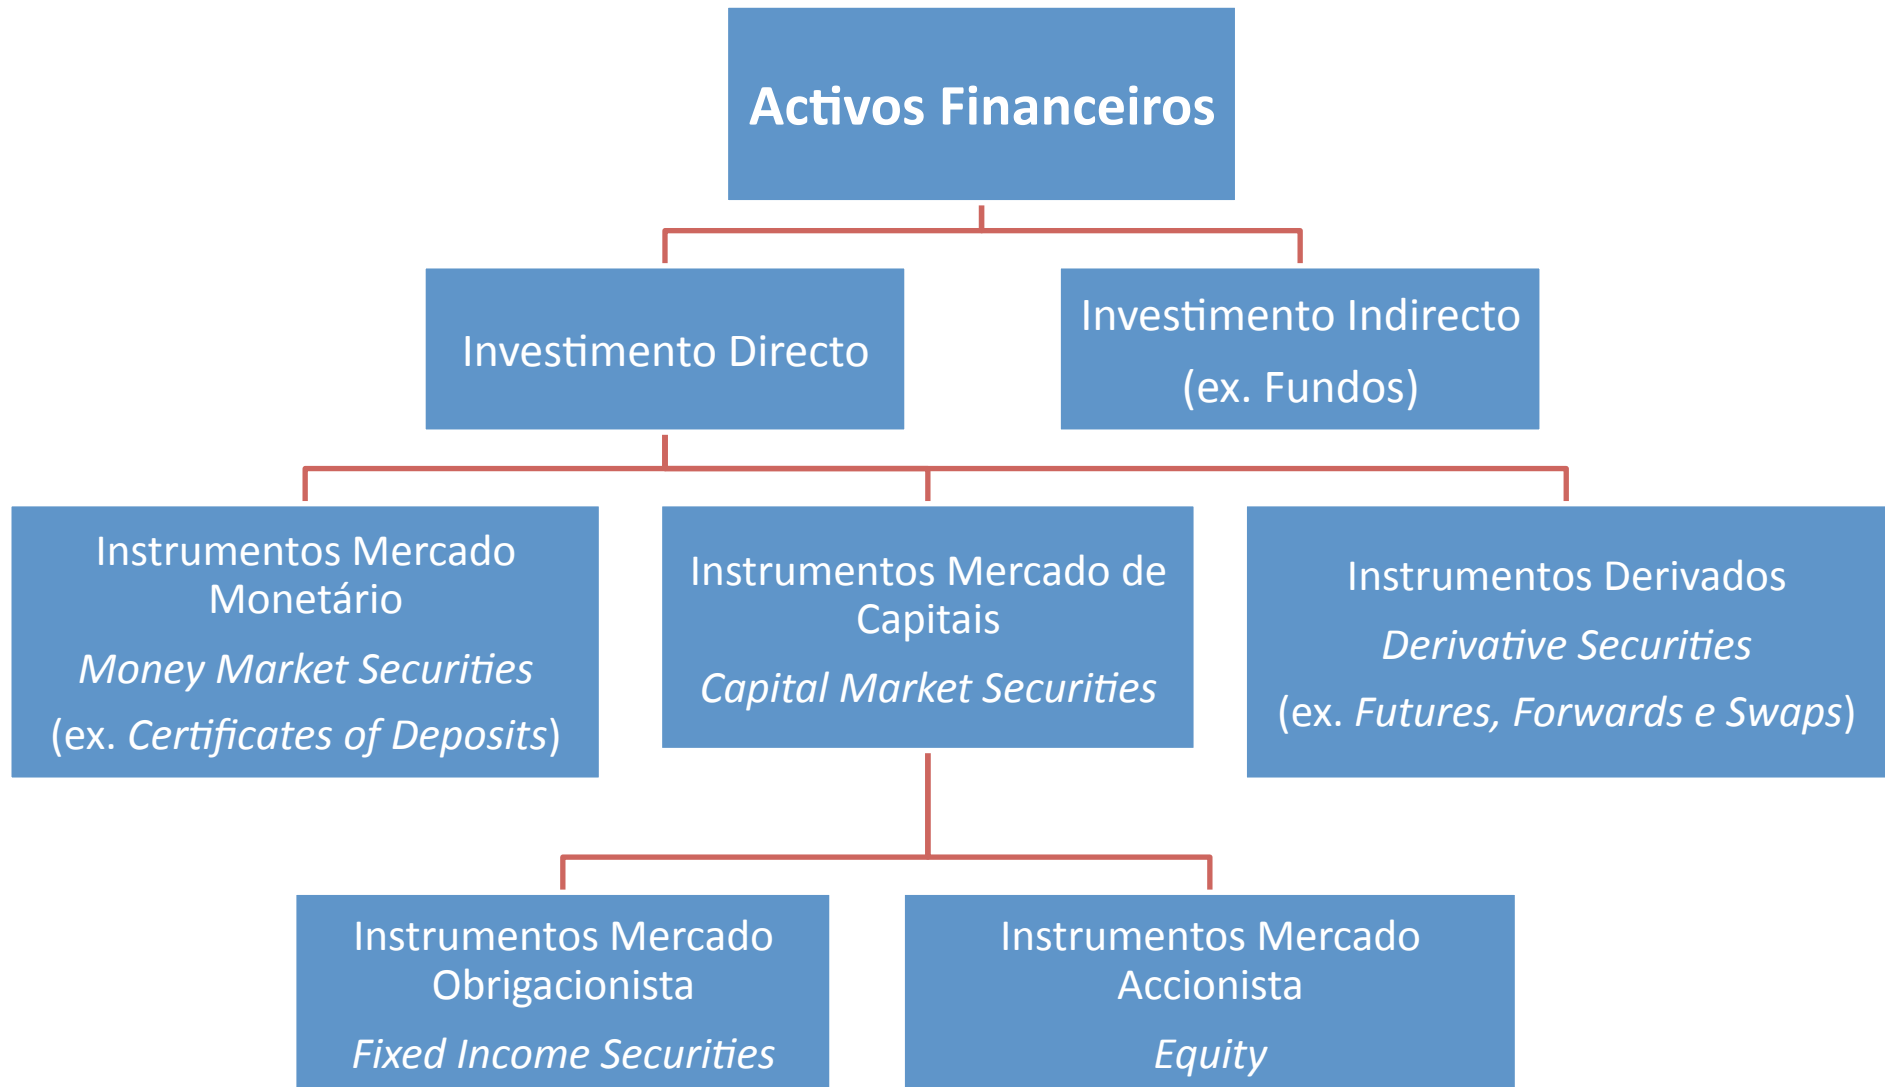 Activos Financeiros
Investimento Directo
Investimento Indirecto
(ex. Fundos)
Instrumentos Mercado
Monetário
Money Market Securities
(ex. Certificates of Deposits)
Instrumentos Mercado de
Capitais
Capital Market Securities
Instrumentos Derivados
Derivative Securities
(ex. Futures, Forwards e Swaps)
Instrumentos Mercado
Obrigacionista
Fixed Income Securities
Instrumentos Mercado
Accionista
Equity